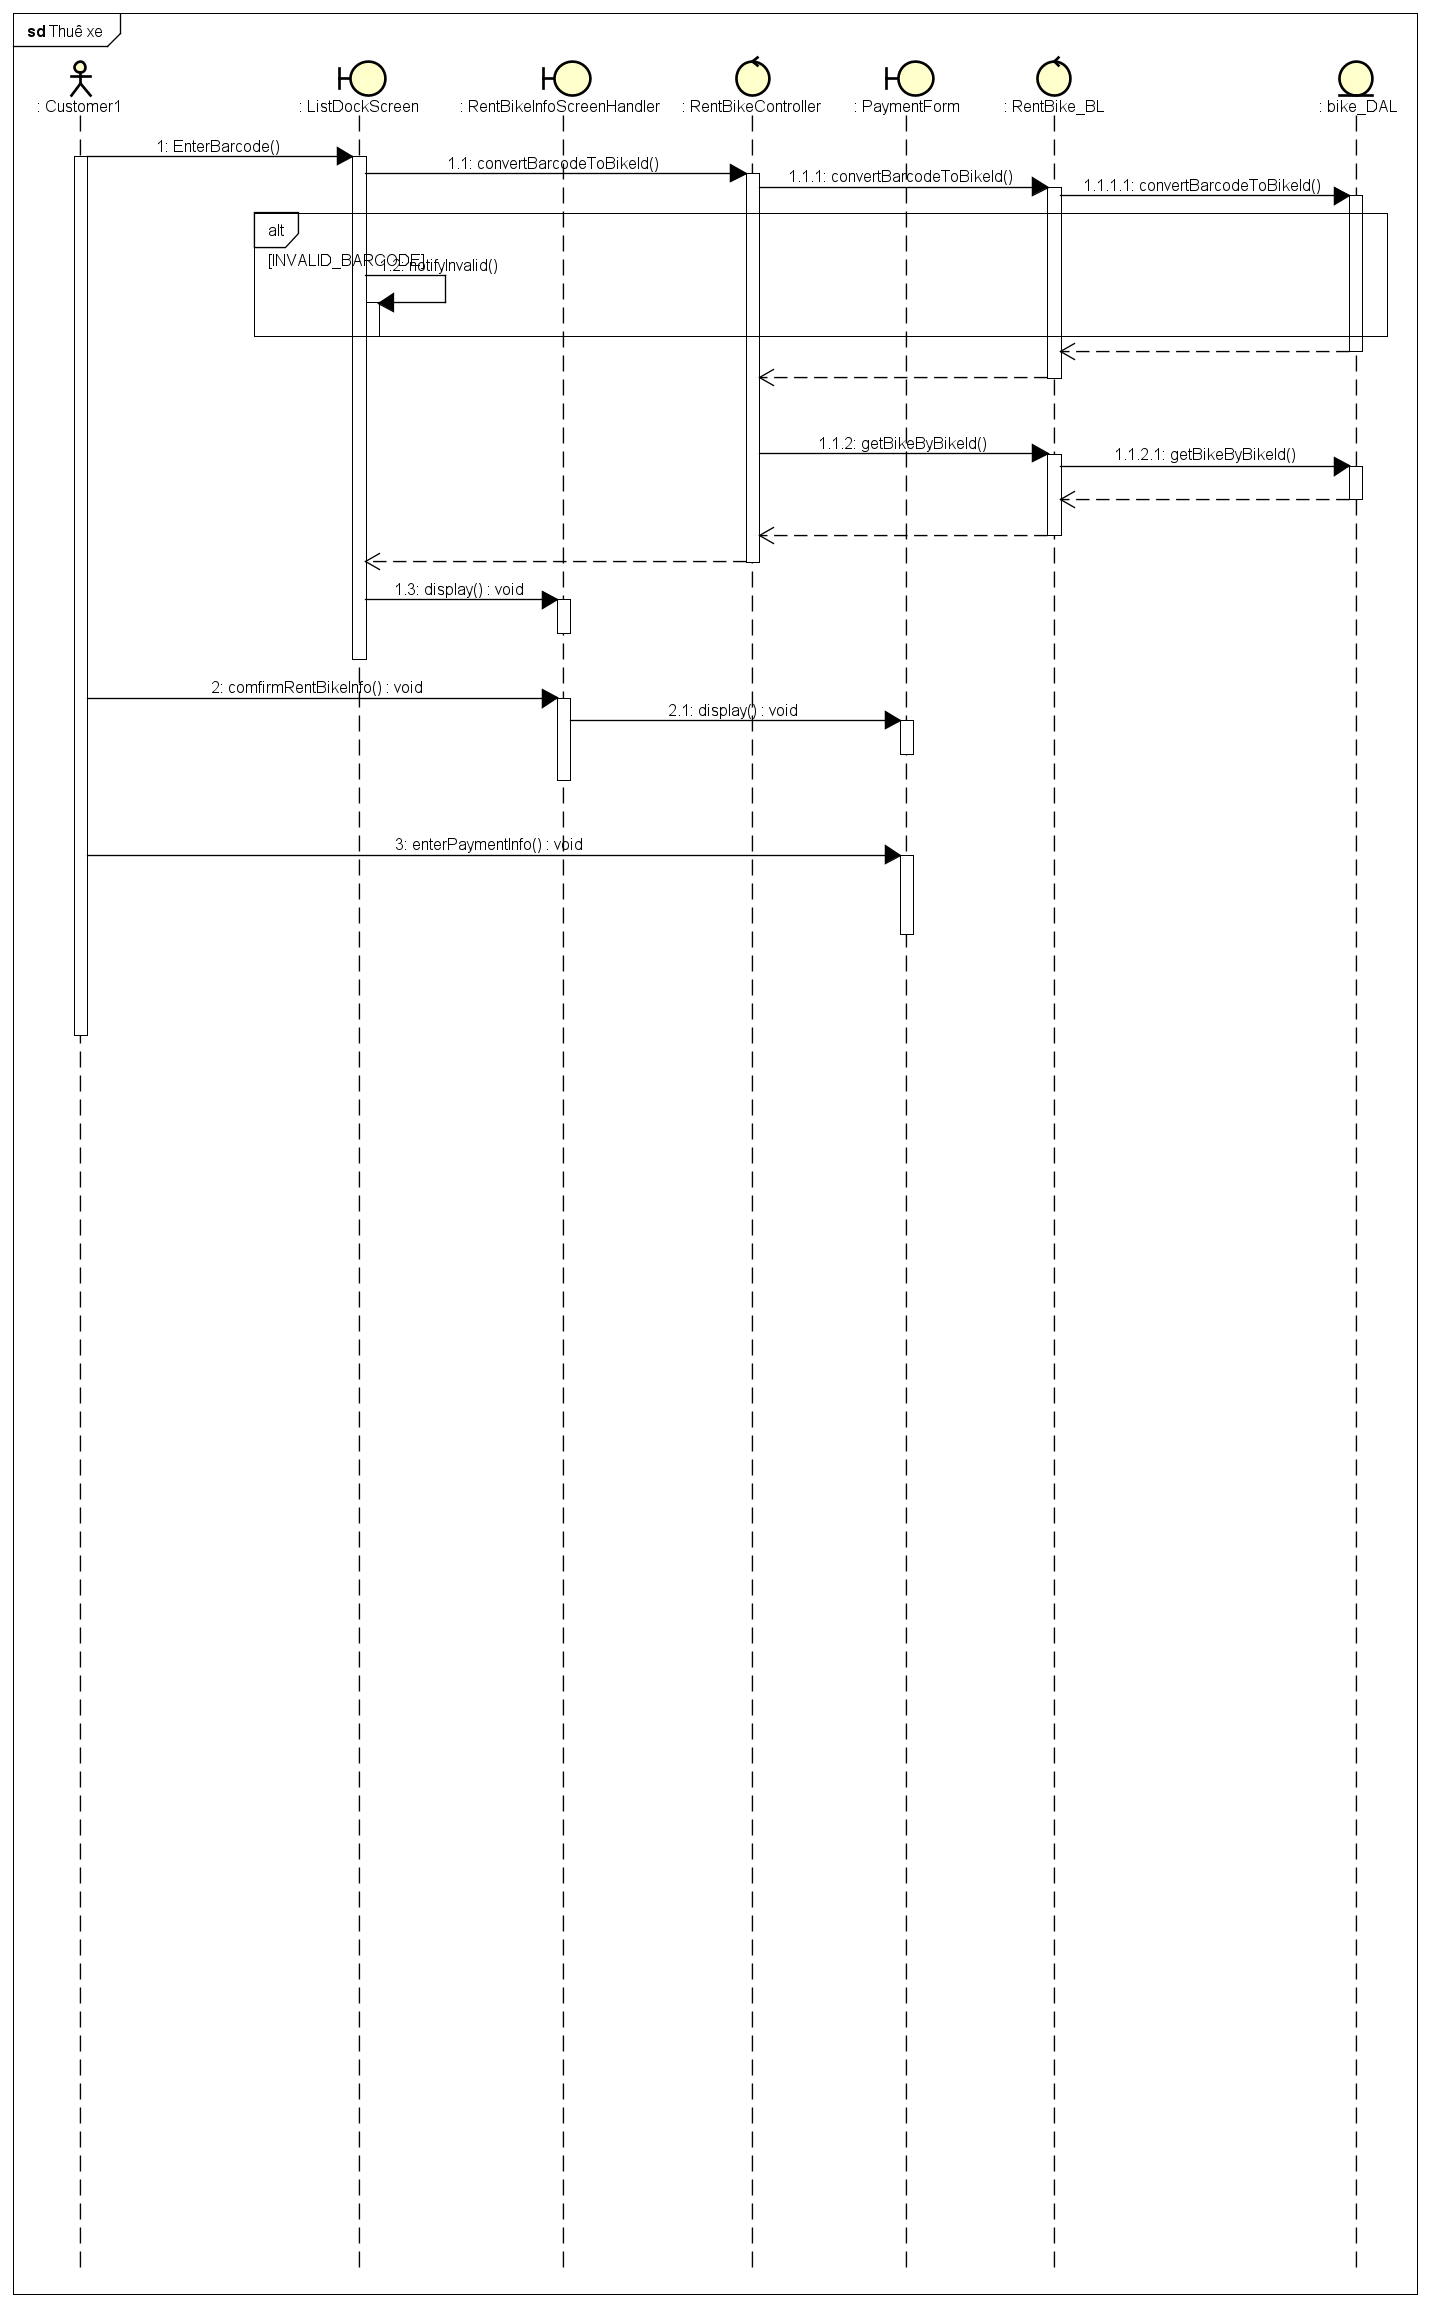 sd Thuê xe
: Customer1
: ListDockScreen
: RentBikeInfoScreenHandler
: RentBikeController
: PaymentForm
: RentBike_BL
: bike_DAL
1: EnterBarcode()
1.1: convertBarcodeToBikeId()
1.1.1: convertBarcodeToBikeId()
1.1.1.1: convertBarcodeToBikeId()
alt
[INVALID_BARCODE]
1.2: notifyInvalid()
1.1.2: getBikeByBikeId()
1.1.2.1: getBikeByBikeId()
1.3: display() : void
2: comfirmRentBikeInfo() : void
2.1: display() : void
3: enterPaymentInfo() : void